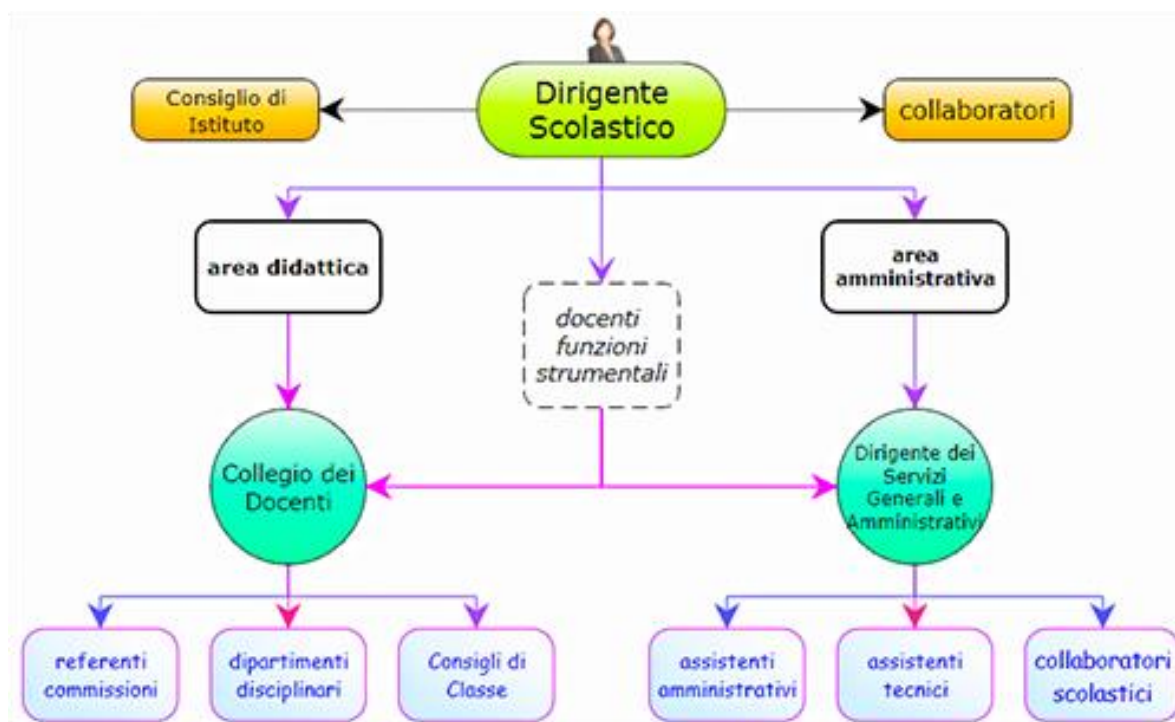 Dirigente
Scolastico
Consiglio di
Istituto
collaboratori
area didattica
area
amministrativa
docenti
funzioni
strumentali
Collegio dei
Docenti
Dirigente dei
Servizi
Generali e
Amministrativi
referenti
commissioni
dipartimenti
disciplinari
Consigli di
Classe
assistenti
amministrativi
assistenti
tecnici
collaboratori
scolastici